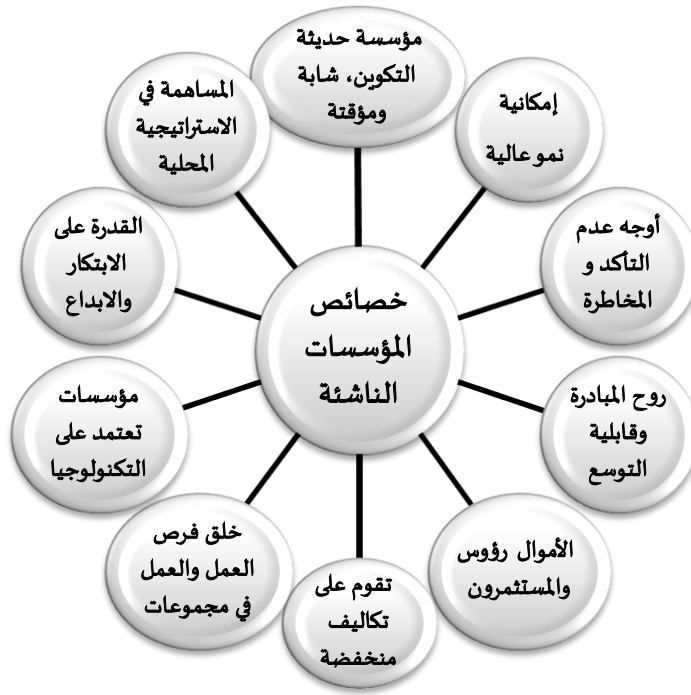 خصائص
المؤسسات
الناشئة
مؤسسة حديثة
التكوين، شابة
ومؤقتة
إمكانية
نمو عالية
أوجه عدم
التأكد و
المخاطرة
روح المبادرة
وقابلية
التوسع
الأموال رؤوس
والمستثمرون
تقوم على
تكاليف
منخفضة
خلق فرص
العمل والعمل
في مجموعات
مؤسسات
تعتمد على
التكنولوجيا
القدرة على
الابتكار
والابداع
المساهمة في
الاستراتيجية
المحلية